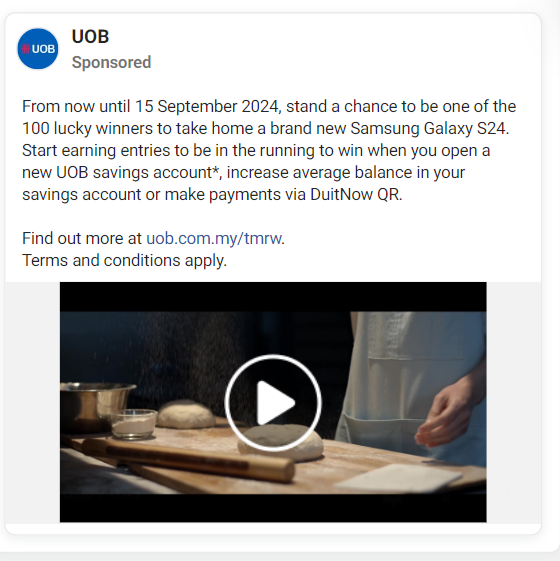 UOB
UOB
Sponsored
From now until 15 September 2024, stand a chance to be one of the
100 lucky winners to take home a brand new Samsung Galaxy S24.
Start earning entries to be in the running to win when you open a
new UOB savings account*, increase average balance in your
savings account or make payments via DuitNow QR.
Find out more at uob.com.my/tmrw.
Terms and conditions apply.